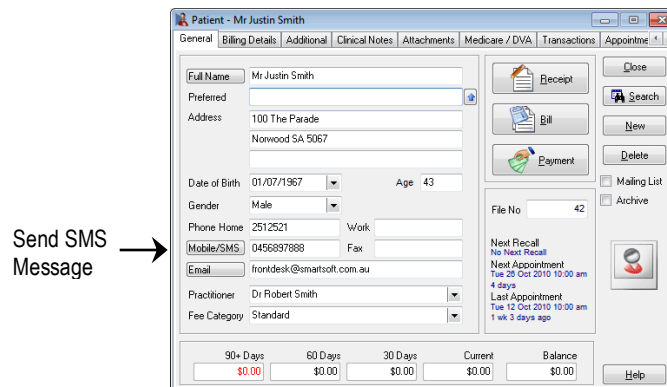 Patient - Mr Justin Smith
General Billing Details Additional Clinical Notes Attachments Medicare / DVA Transactions Appointme
Full Name Mr Justin Smith
Preferred
Address 100 The Parade
Norwood SA 5067
Date of Birth 01/07/1967 Age 43
Gender Male
Phone Home 2512521 Work
Mobile/SMS 0456897888 Fax
Email frontdesk@smartsoft.com.au
Practitioner Dr Robert Smith
Fee Category Standard
Receipt
Bill
Payment
File No 42
Next Recall
No Next Recall
Next Appointment
Tue 26 Oct 2010 10:00 am
4 days
Last Appointment
Tue 12 Oct 2010 10:00 am
1 wk 3 days ago
Close
Search
New
Delete
Mailing List
Archive
Help
90+ Days 60 Days 30 Days Current Balance
$0.00 $0.00 $0.00 $0.00 $0.00
Send SMS
Message